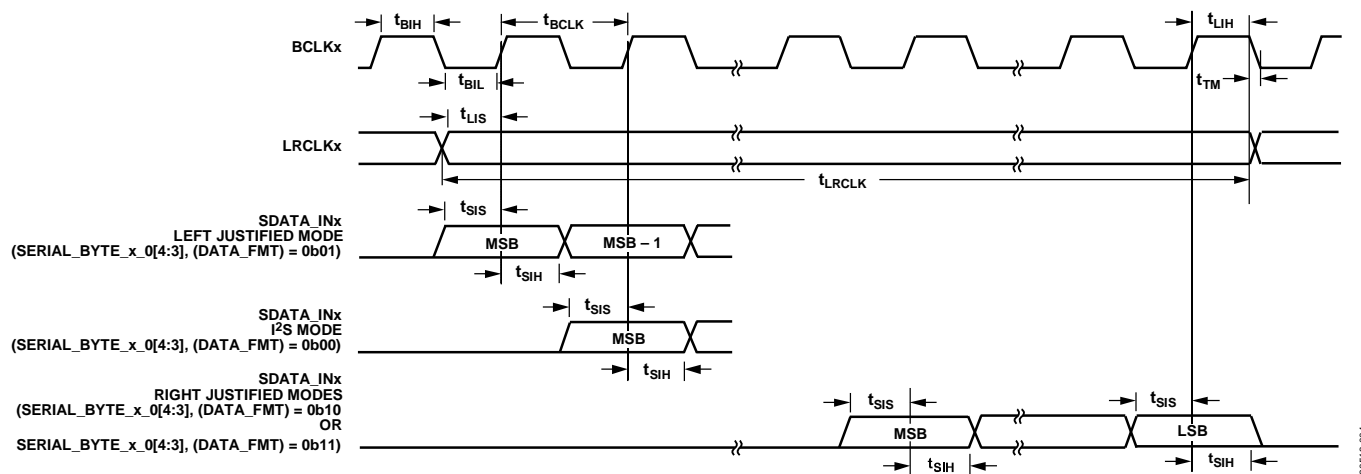 tBIH
tBCLK
tLIH
BCLKx
tBIL
tTM
tLIS
LRCLKx
tLRCLK
SDATA_INx
LEFT JUSTIFIED MODE
(SERIAL_BYTE_x_0[4:3], (DATA_FMT) = 0b01)
tSIS
MSB
MSB – 1
tSIH
SDATA_INx
I2S MODE
(SERIAL_BYTE_x_0[4:3], (DATA_FMT) = 0b00)
tSIS
MSB
tSIH
SDATA_INx
RIGHT JUSTIFIED MODES
(SERIAL_BYTE_x_0[4:3], (DATA_FMT) = 0b10
OR
SERIAL_BYTE_x_0[4:3], (DATA_FMT) = 0b11)
tSIS
tSIS
MSB
LSB
tSIH
tSIH